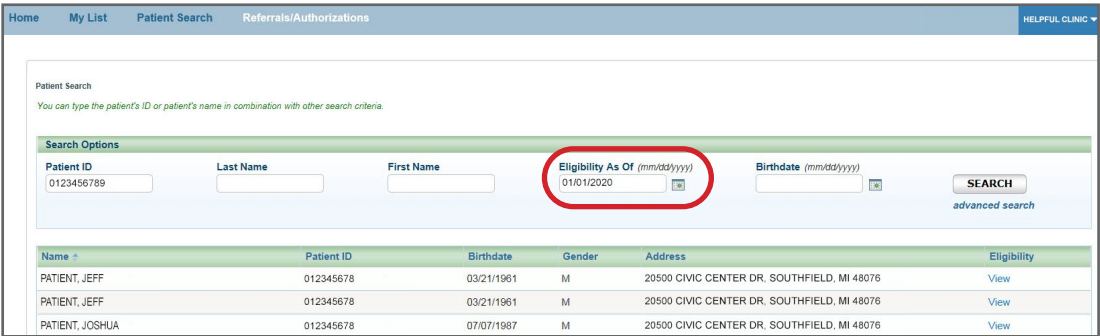 Home My List Patient Search Referrals/Authorizations HELPFUL CLINIC
Patient Search
You can type the patient's ID or patient's name in combination with other search criteria.
Search Options
Patient ID Last Name First Name Eligibility As Of (mm/dd/yyyy) Birthdate (mm/dd/yyyy)
0123456789 01/01/2020 SEARCH
advanced search
Name Patient ID Birthdate Gender Address Eligibility
PATIENT, JEFF 012345678 03/21/1961 M 20500 CIVIC CENTER DR, SOUTHFIELD, MI 48076 View
PATIENT, JEFF 012345678 03/21/1961 M 20500 CIVIC CENTER DR, SOUTHFIELD, MI 48076 View
PATIENT, JOSHUA 012345678 07/07/1987 M 20500 CIVIC CENTER DR, SOUTHFIELD, MI 48076 View